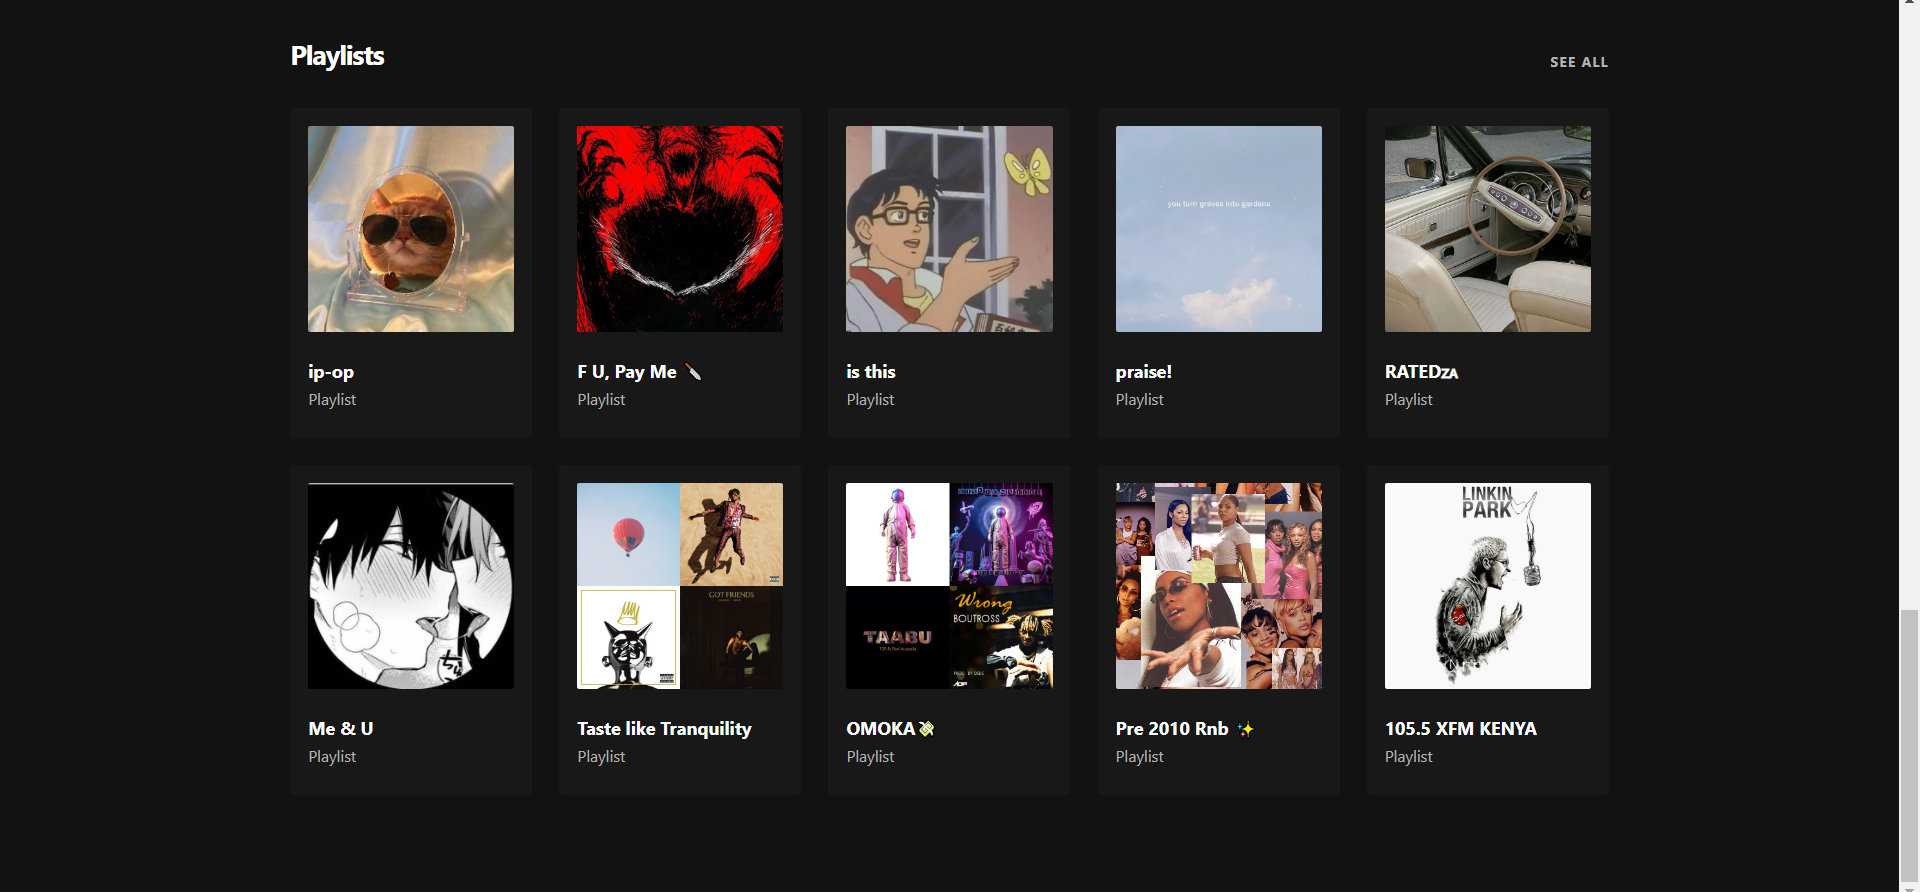 Playlists
SEE ALL
you turn graves into gardens
ip-op
Playlist
F U, Pay Me 🔪
Playlist
is this
Playlist
praise!
Playlist
RATEDZA
Playlist
GOT FRIENDS
TAABU
Wrong
BOUTROSS
LINKIN
PARK
Me & U
Playlist
Taste like Tranquility
Playlist
OMOKA💸
Playlist
Pre 2010 Rnb ✨
Playlist
105.5 XFM KENYA
Playlist